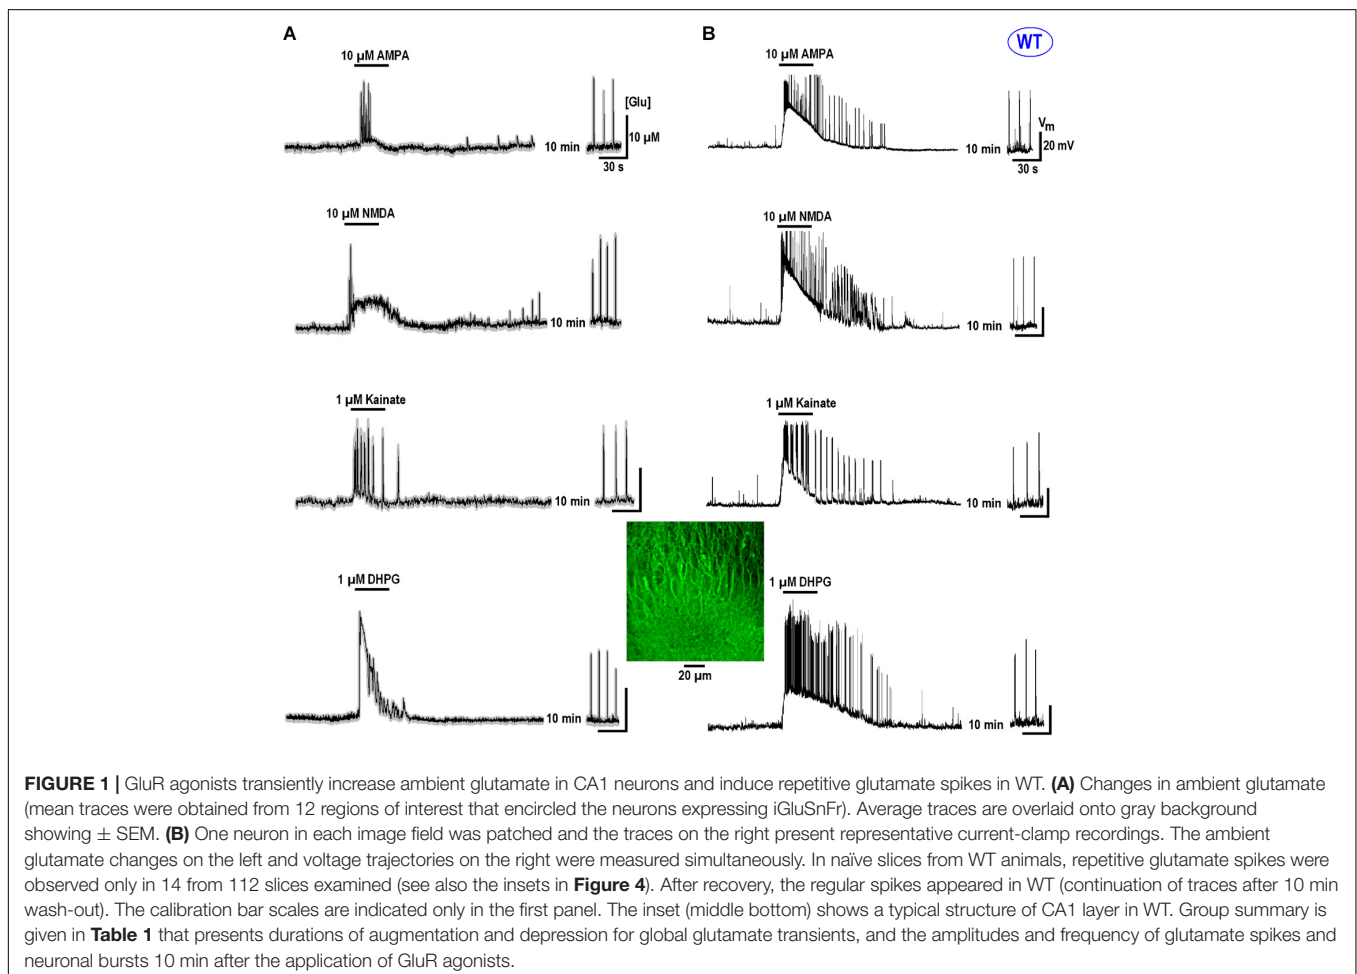 A
B
WT
10 µM AMPA
[Glu]
10 µM
10 min
30 s
10 µM AMPA
Vm
20 mV
10 min
30 s
10 µM NMDA
10 min
10 µM NMDA
10 min
1 µM Kainate
10 min
1 µM Kainate
10 min
1 µM DHPG
10 min
20 µm
1 µM DHPG
10 min
FIGURE 1 | GluR agonists transiently increase ambient glutamate in CA1 neurons and induce repetitive glutamate spikes in WT. (A) Changes in ambient glutamate
(mean traces were obtained from 12 regions of interest that encircled the neurons expressing iGluSnFr). Average traces are overlaid onto gray background
showing ± SEM. (B) One neuron in each image field was patched and the traces on the right present representative current-clamp recordings. The ambient
glutamate changes on the left and voltage trajectories on the right were measured simultaneously. In naïve slices from WT animals, repetitive glutamate spikes were
observed only in 14 from 112 slices examined (see also the insets in Figure 4). After recovery, the regular spikes appeared in WT (continuation of traces after 10 min
wash-out). The calibration bar scales are indicated only in the first panel. The inset (middle bottom) shows a typical structure of CA1 layer in WT. Group summary is
given in Table 1 that presents durations of augmentation and depression for global glutamate transients, and the amplitudes and frequency of glutamate spikes and
neuronal bursts 10 min after the application of GluR agonists.